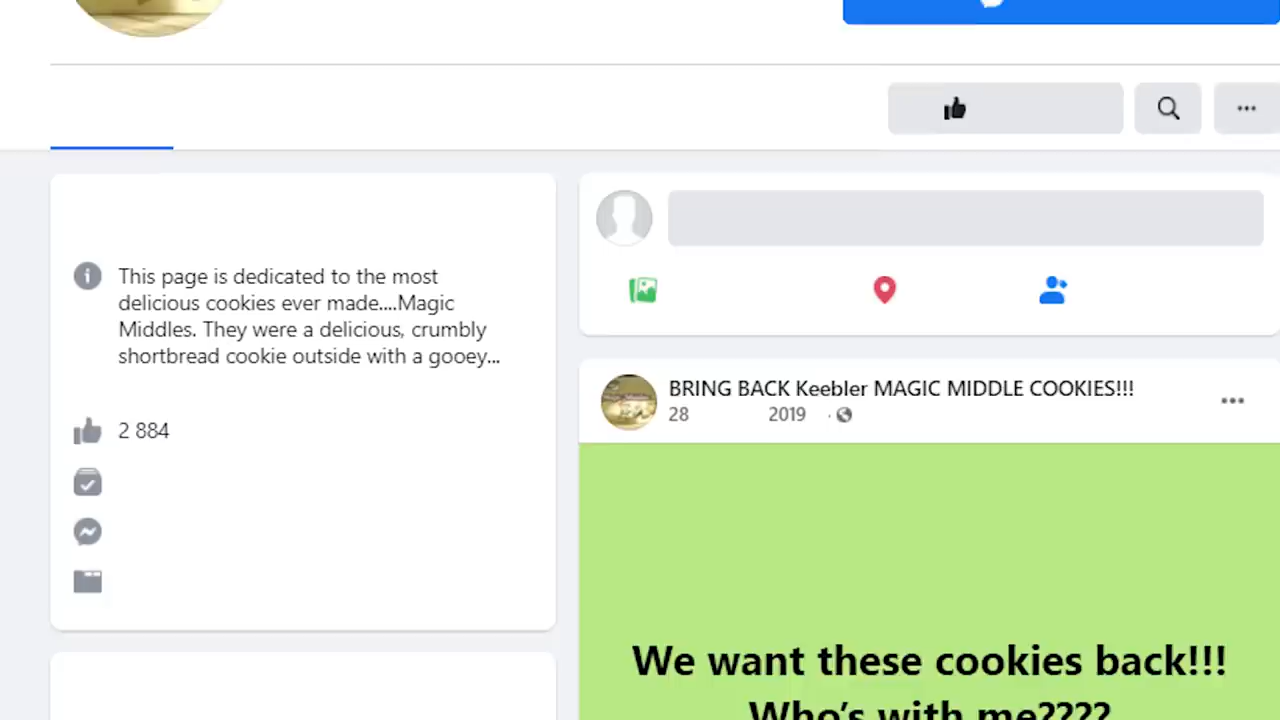 This page is dedicated to the most
delicious cookies ever made....Magic
Middles. They were a delicious, crumbly
shortbread cookie outside with a gooey...
2 884
BRING BACK Keebler MAGIC MIDDLE COOKIES!!!
28 2019
We want these cookies back!!!
Who's with me????